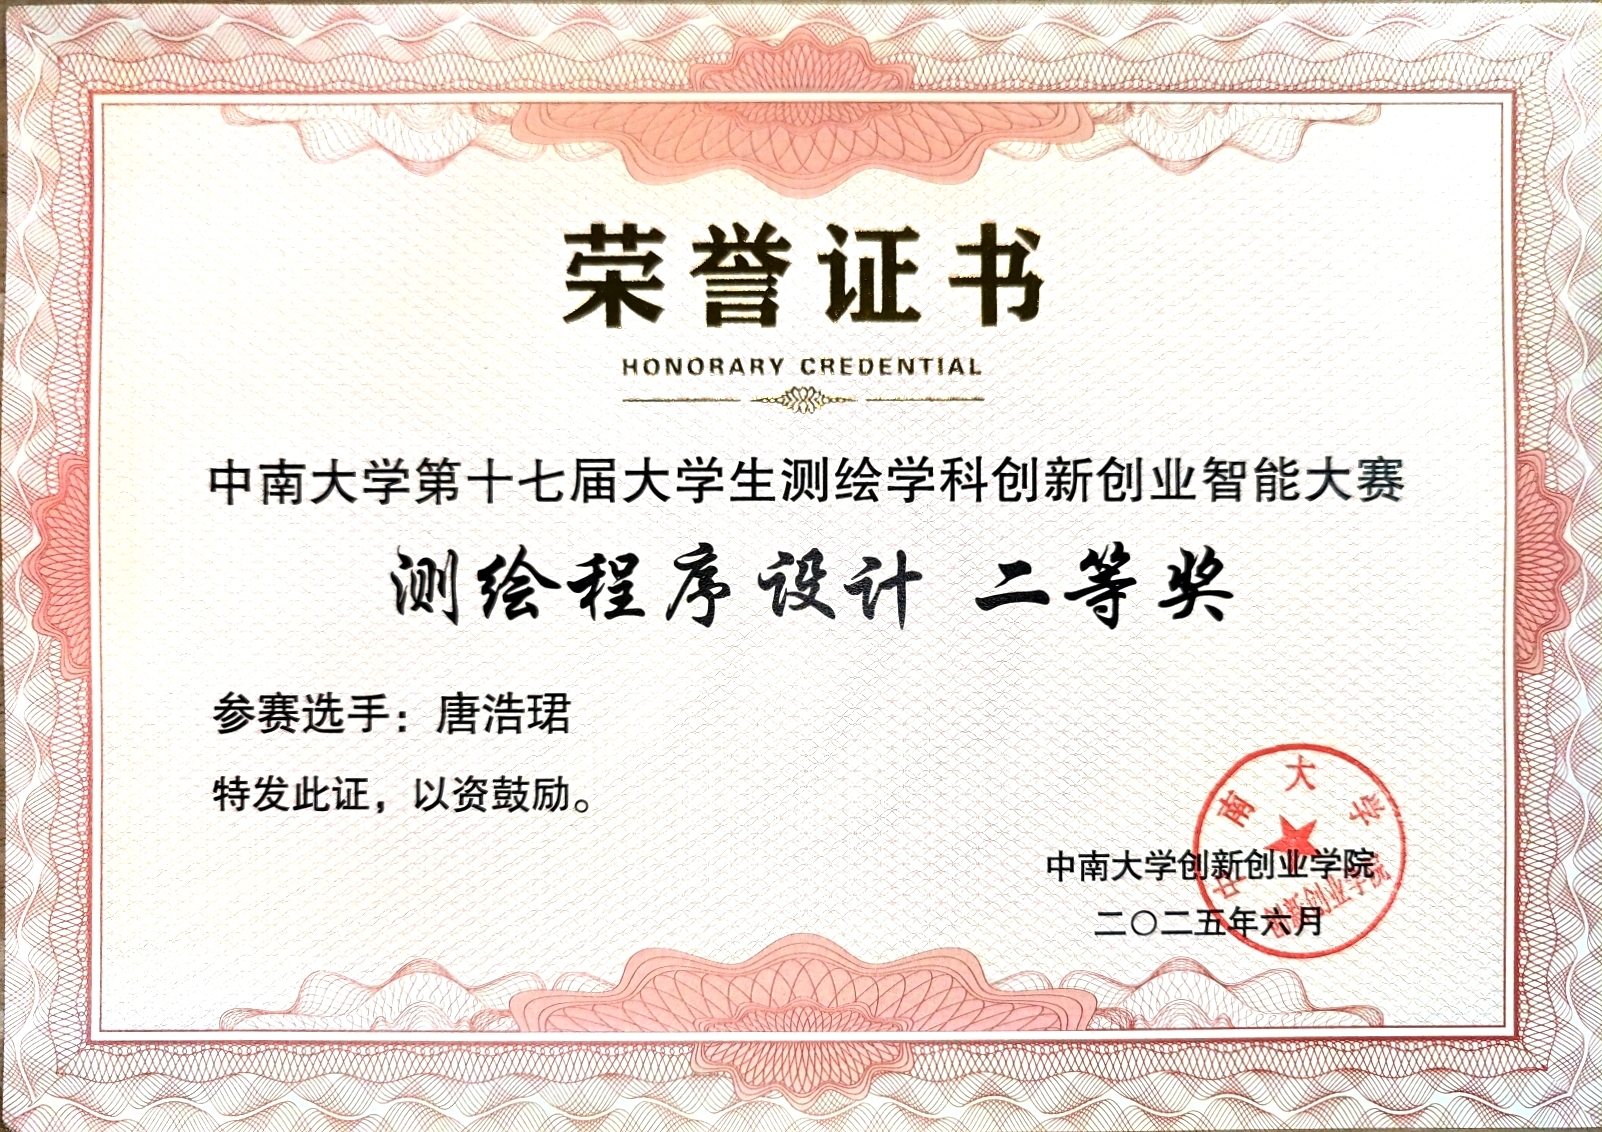 荣誉证书
HONORARY CREDENTIAL
中南大学第十七届大学生测绘学科创新创业智能大赛
测绘程序设计 二等奖
参赛选手：唐浩珺
特发此证，以资鼓励。
中南大学创新创业学院
二〇二五年六月
中南大学
创新创业学院